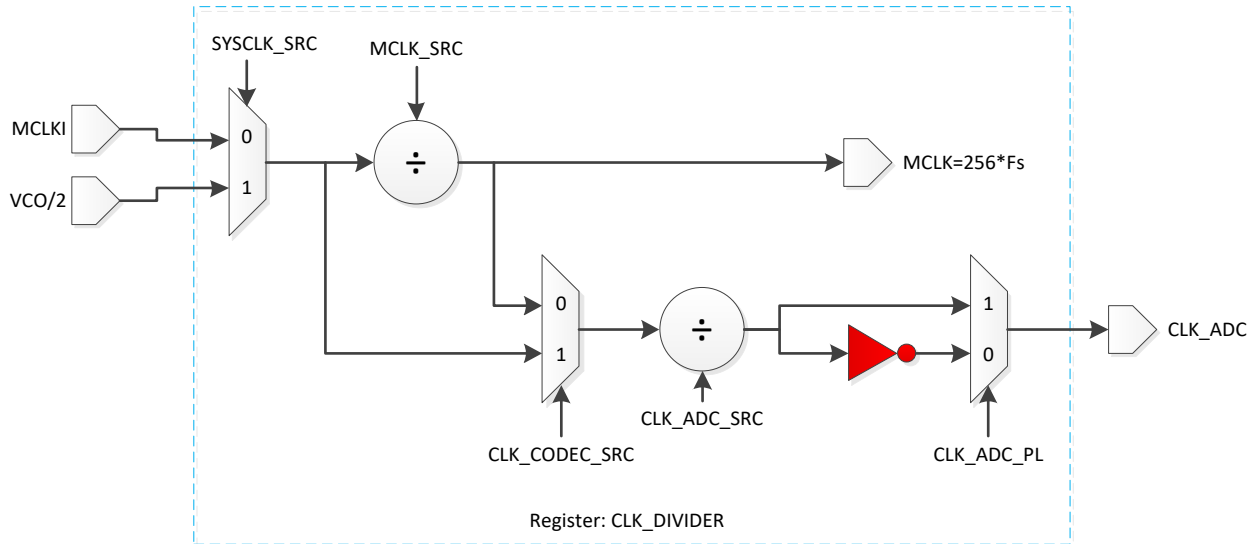 SYSCLK_SRC
MCLK_SRC
MCLKI
0
÷
MCLK=256*Fs
1
VCO/2
0
÷
1
CLK_ADC
1
0
CLK_ADC_SRC
CLK_CODEC_SRC
CLK_ADC_PL
Register: CLK_DIVIDER